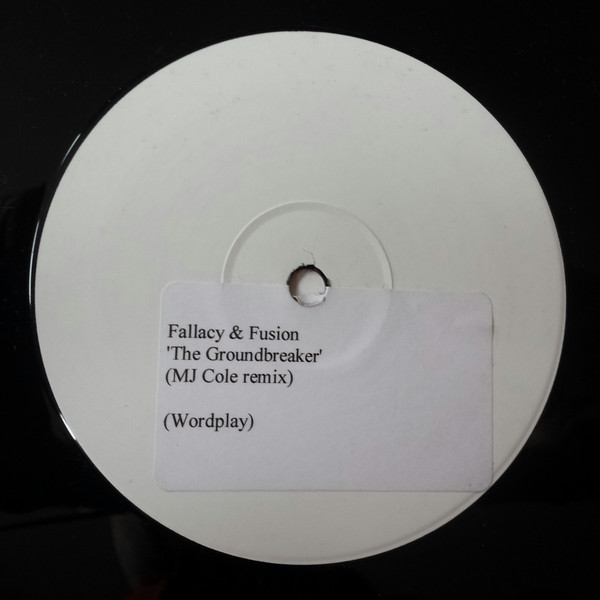 Fallacy & Fusion
'The Groundbreaker'
(MJ Cole remix)
(Wordplay)